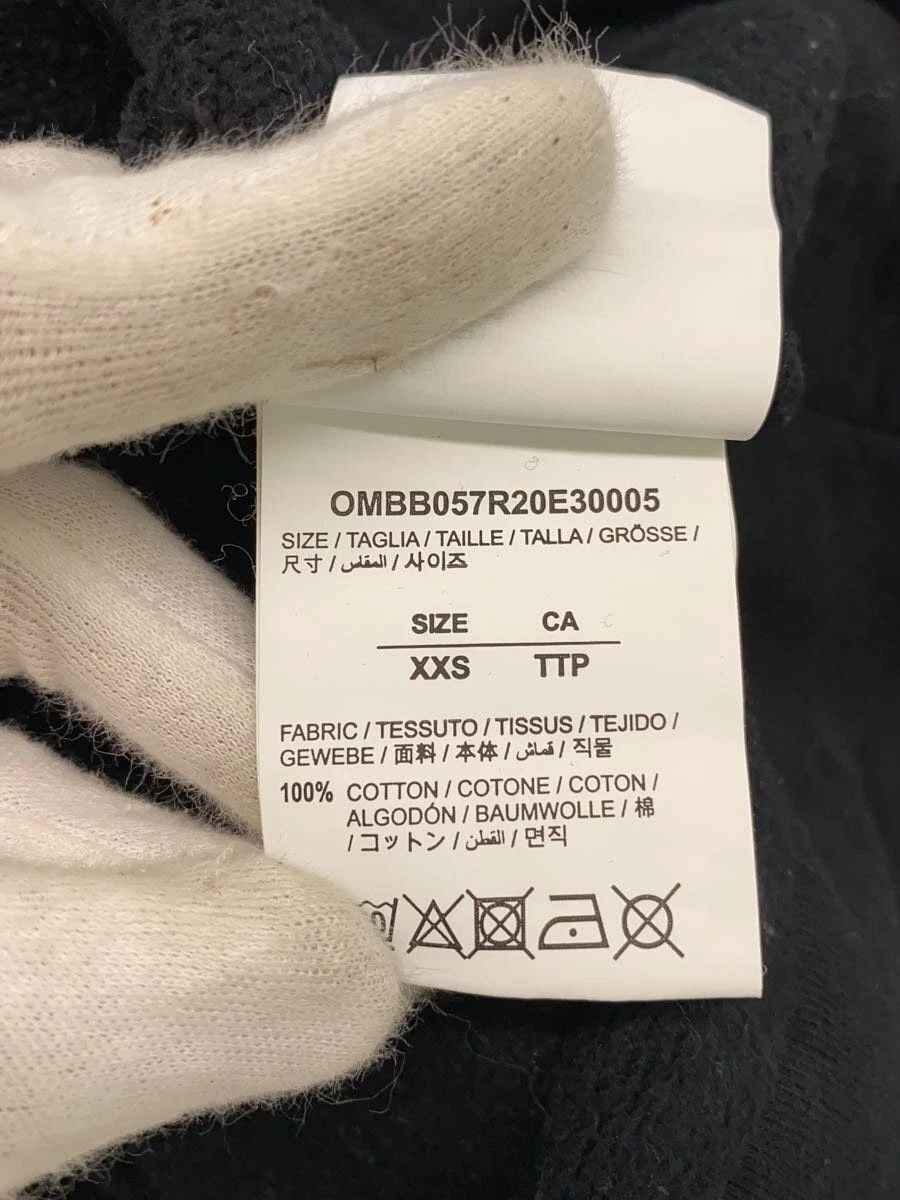 OMBB057R20E30005
SIZE / TAGLIA / TAILLE / TALLA / GRÖSSE /
尺寸 / المقاس / 사이즈
SIZE CA
XXS TTP
FABRIC / TESSUTO / TISSUS / TEJIDO /
GEWEBE / 面料 / 本体 / قماش / 직물
100% COTTON / COTONE / COTON /
ALGODÓN / BAUMWOLLE / 棉
/ コットン / القطن / 면직